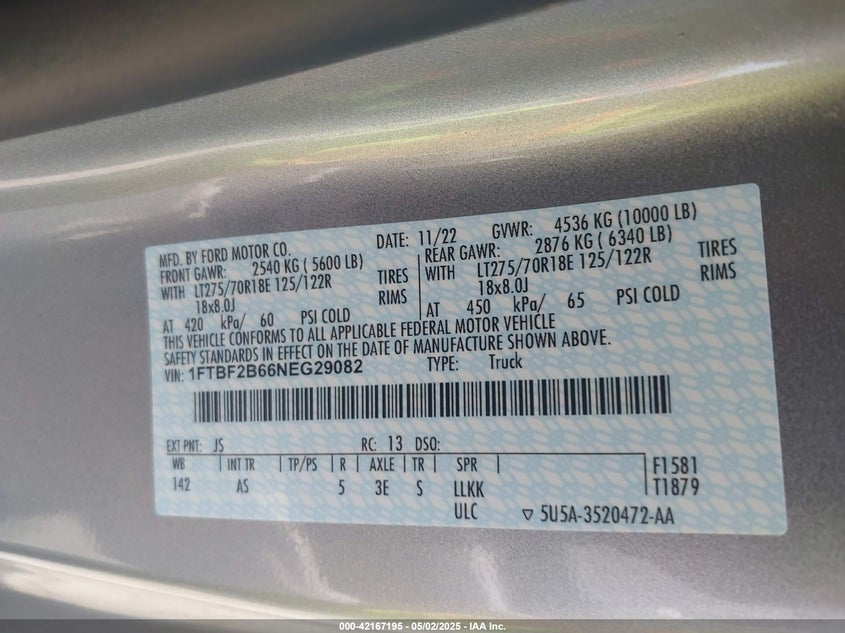 MFD. BY FORD MOTOR CO. DATE: 11/22 GVWR: 4536 KG (10000 LB)
FRONT GAWR: 2540 KG ( 5600 LB) REAR GAWR: 2876 KG ( 6340 LB)
WITH LT275/70R18E 125/122R TIRES WITH LT275/70R18E 125/122R TIRES
18x8.0J RIMS 18x8.0J RIMS
AT 420 kPa/ 60 PSI COLD AT 450 kPa/ 65 PSI COLD
THIS VEHICLE CONFORMS TO ALL APPLICABLE FEDERAL MOTOR VEHICLE
SAFETY STANDARDS IN EFFECT ON THE DATE OF MANUFACTURE SHOWN ABOVE.
VIN: 1FTBF2B66NEG29082 TYPE: Truck
EXT PNT: JS RC: 13 DSO:
WB INT TR TP/PS R AXLE TR SPR F1581
142 AS 5 3E S LLKK T1879
ULC ▽ 5U5A-3520472-AA
000-42167195 - 05/02/2025 - IAA Inc.